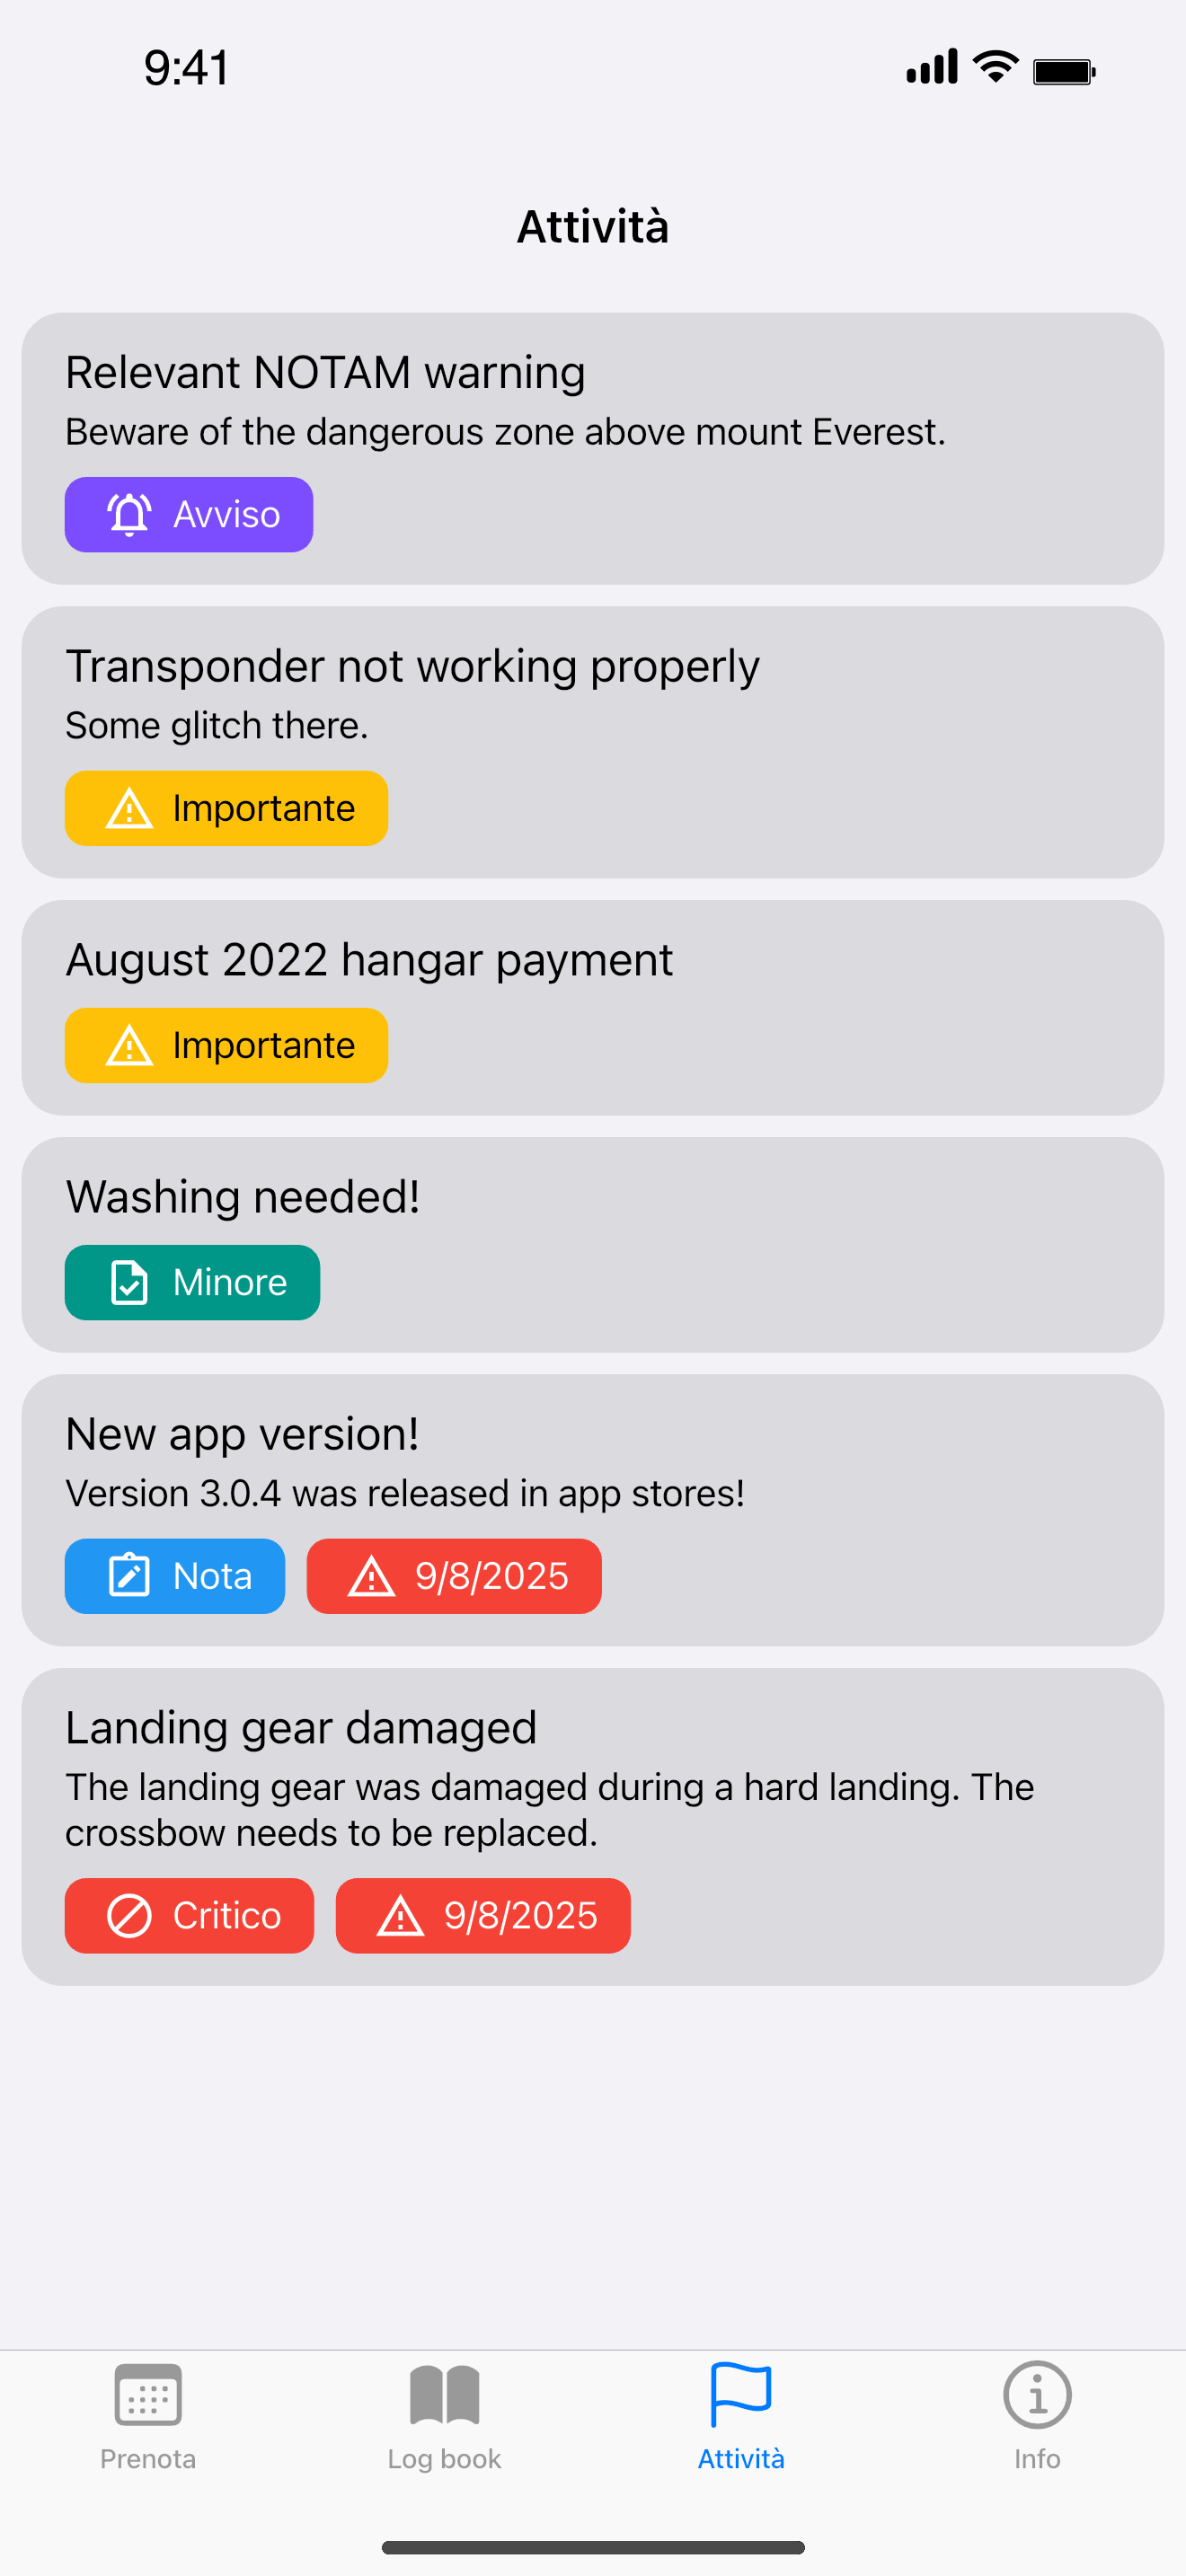 9:41
Attività
Relevant NOTAM warning
Beware of the dangerous zone above mount Everest.
Avviso
Transponder not working properly
Some glitch there.
Importante
August 2022 hangar payment
Importante
Washing needed!
Minore
New app version!
Version 3.0.4 was released in app stores!
Nota 9/8/2025
Landing gear damaged
The landing gear was damaged during a hard landing. The
crossbow needs to be replaced.
Critico 9/8/2025
Prenota Log book Attività Info